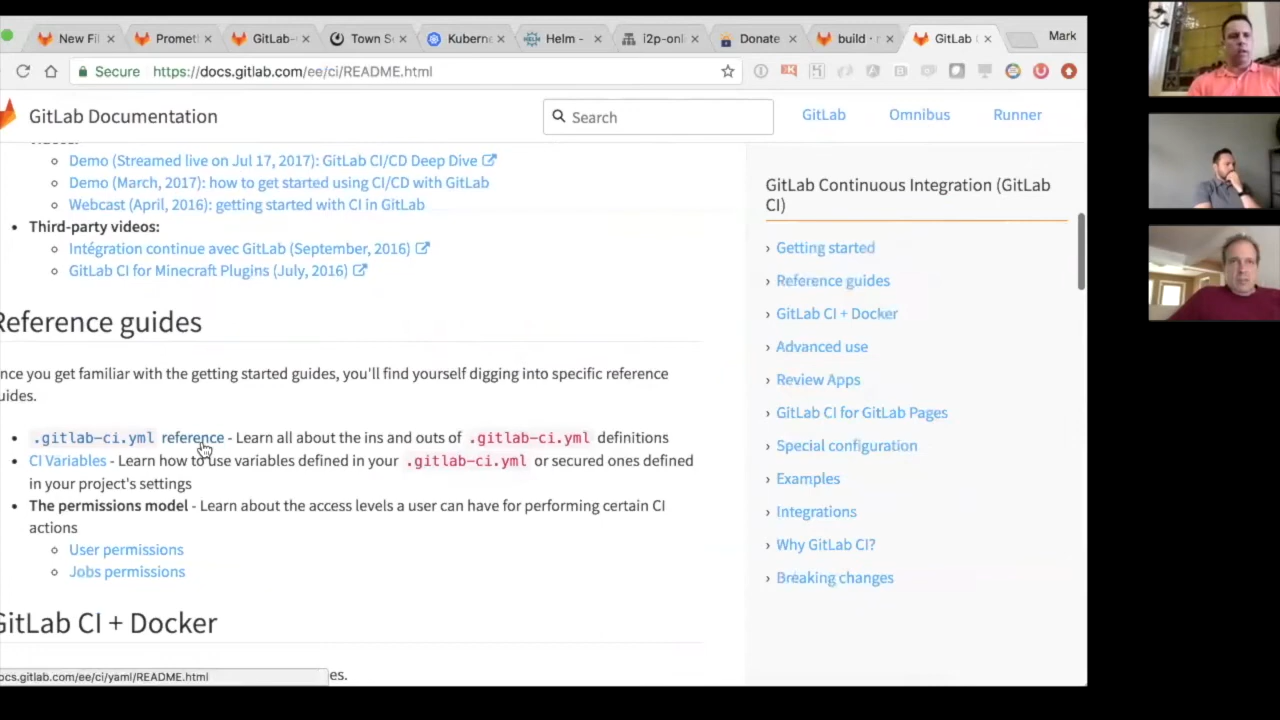 New Fil
Promet
GitLab-
Town Sc
Kuberne
Helm -
i2p-onl
Donate
build · r
GitLab C
Mark
Secure https://docs.gitlab.com/ee/ci/README.html
GitLab Documentation
Search
GitLab
Omnibus
Runner
Demo (Streamed live on Jul 17, 2017): GitLab CI/CD Deep Dive
Demo (March, 2017): how to get started using CI/CD with GitLab
Webcast (April, 2016): getting started with CI in GitLab
Third-party videos:
Intégration continue avec GitLab (September, 2016)
GitLab CI for Minecraft Plugins (July, 2016)
Reference guides
nce you get familiar with the getting started guides, you'll find yourself digging into specific reference
uides.
.gitlab-ci.yml reference - Learn all about the ins and outs of .gitlab-ci.yml definitions
CI Variables - Learn how to use variables defined in your .gitlab-ci.yml or secured ones defined
in your project's settings
The permissions model - Learn about the access levels a user can have for performing certain CI
actions
User permissions
Jobs permissions
GitLab CI + Docker
es.
ocs.gitlab.com/ee/ci/yaml/README.html
GitLab Continuous Integration (GitLab
CI)
› Getting started
› Reference guides
› GitLab CI + Docker
› Advanced use
› Review Apps
› GitLab CI for GitLab Pages
› Special configuration
› Examples
› Integrations
› Why GitLab CI?
› Breaking changes